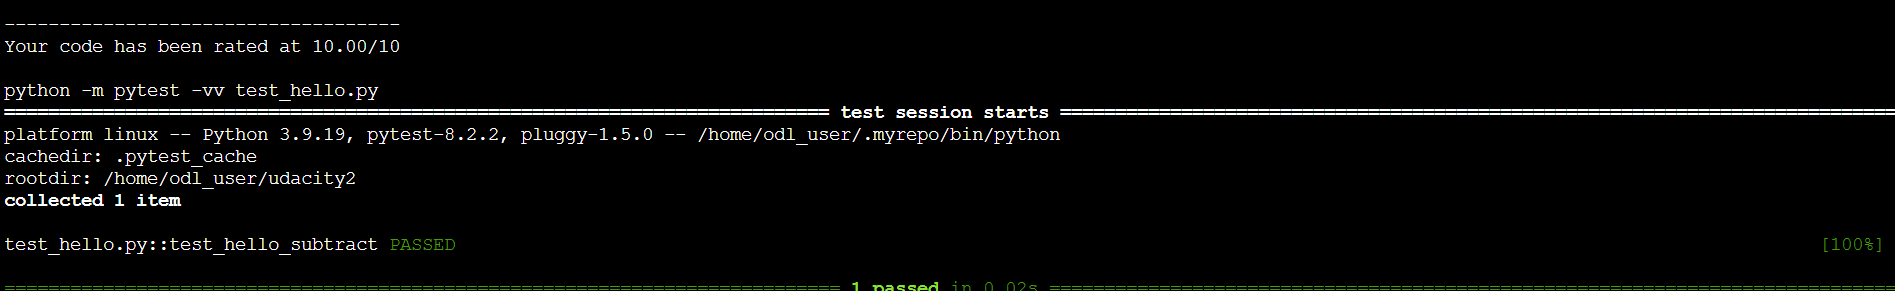 ------------------------------------
Your code has been rated at 10.00/10
python -m pytest -vv test_hello.py
=========================================================================== test session starts ============================================================================
platform linux -- Python 3.9.19, pytest-8.2.2, pluggy-1.5.0 -- /home/odl_user/.myrepo/bin/python
cachedir: .pytest_cache
rootdir: /home/odl_user/udacity2
collected 1 item
test_hello.py::test_hello_subtract PASSED [100%]
============================================================================ 1 passed in 0.02s =============================================================================